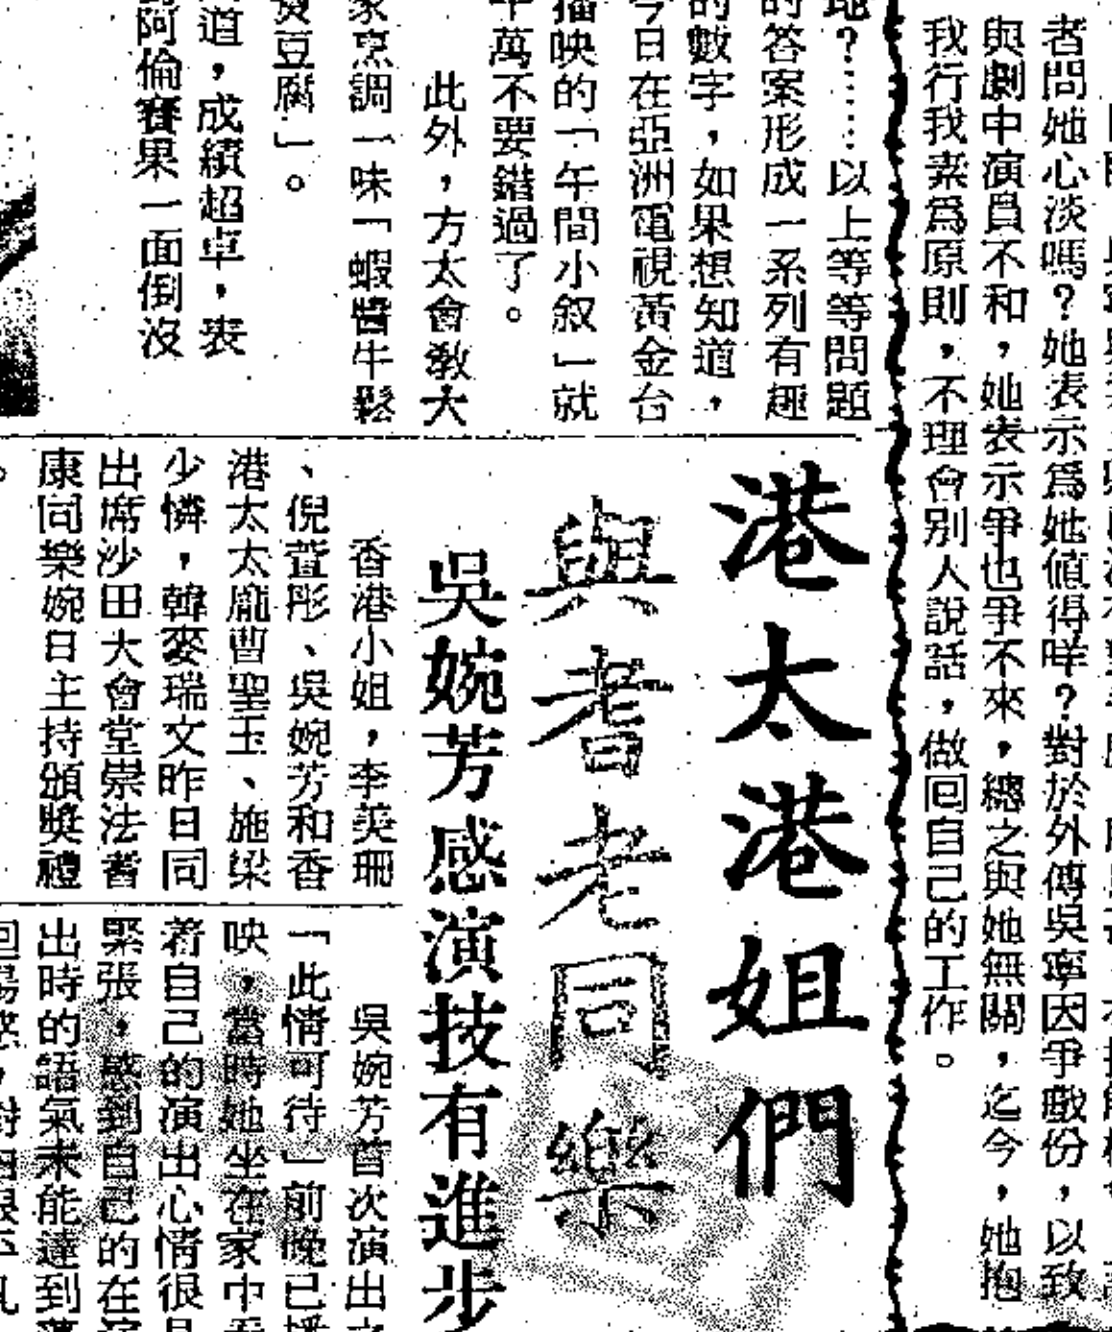 者問她心淡嗎？她表示爲她値得咩？對於外傳吳寧因爭戲份，以致
與劇中演員不和，她表示爭也爭不來，總之與她無關，迄今，她抱
我行我素爲原則，不理會别人說話，做回自己的工作。
地？……以上等等問題
的答案形成一系列有趣
的數字，如果想知道，
今日在亞洲電視黃金台
播映的「午間小叙」就
千萬不要錯過了。
此外，方太會敎大
家烹調一味「蝦醬牛鬆
煑豆腐」。
道，成績超卓，衷
阿倫賽果一面倒沒
港太港姐們
與耆老同樂
吳婉芳感演技有進步
香港小姐，李美珊
、倪萱彤、吳婉芳和香
港太太龐曹聖玉、施梁
少憐，韓麥瑞文昨日同
出席沙田大會堂崇法耆
康同樂婉日主持頒獎禮
。
吳婉芳首次演出之
「此情可待」前晚已播
映，當時她坐在家中看
着自己的演出心情很是
緊張，感到自己的在演
出時的語氣未能達到